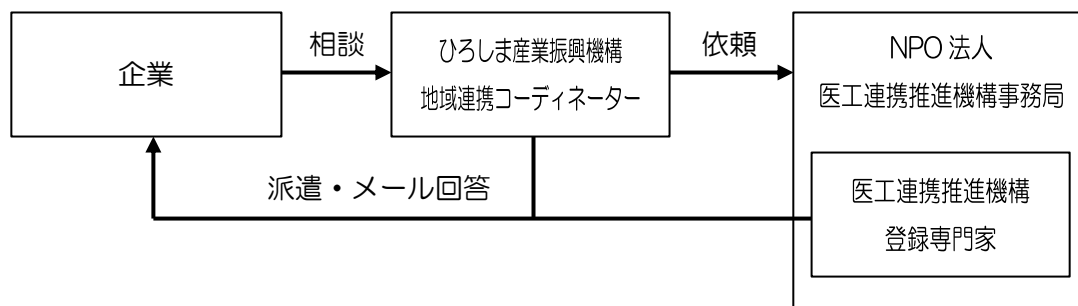 企業
相談
ひろしま産業振興機構
地域連携コーディネーター
依頼
NPO 法人
医工連携推進機構事務局
派遣・メール回答
医工連携推進機構
登録専門家